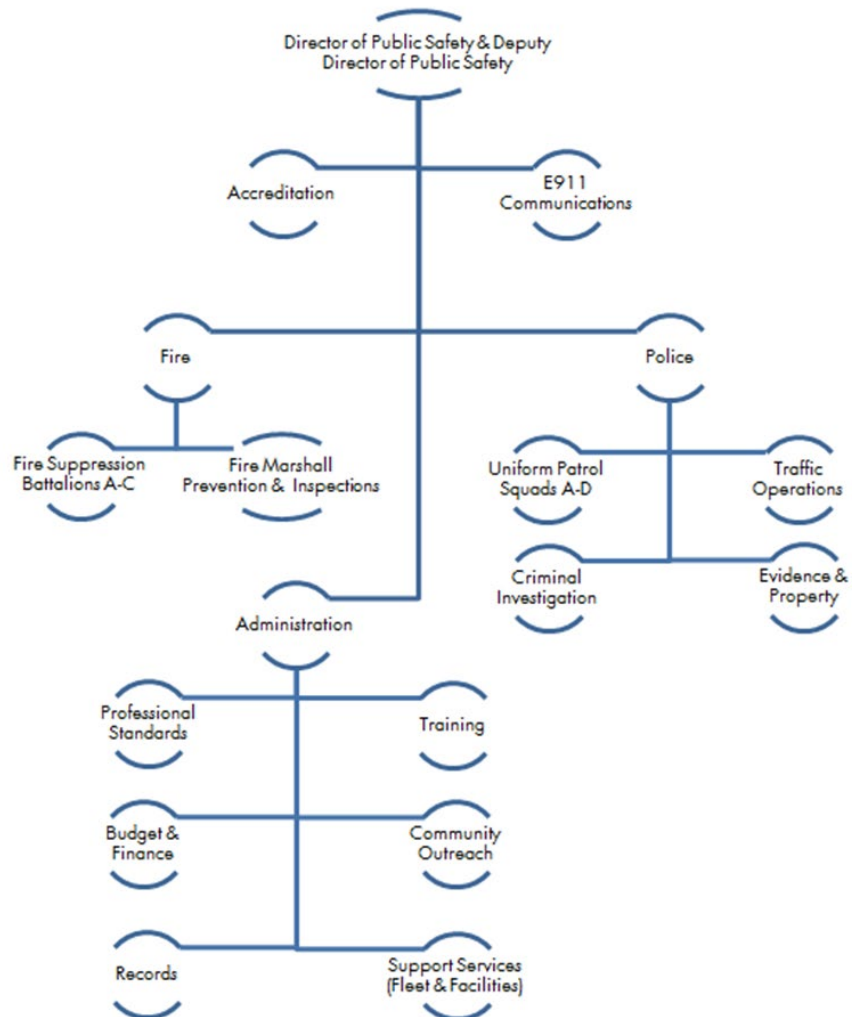 Director of Public Safety & Deputy
Director of Public Safety
Accreditation
E911
Communications
Fire
Police
Fire Suppression
Battalions A-C
Fire Marshall
Prevention & Inspections
Uniform Patrol
Squads A-D
Traffic
Operations
Criminal
Investigation
Evidence &
Property
Administration
Professional
Standards
Training
Budget &
Finance
Community
Outreach
Records
Support Services
(Fleet & Facilities)